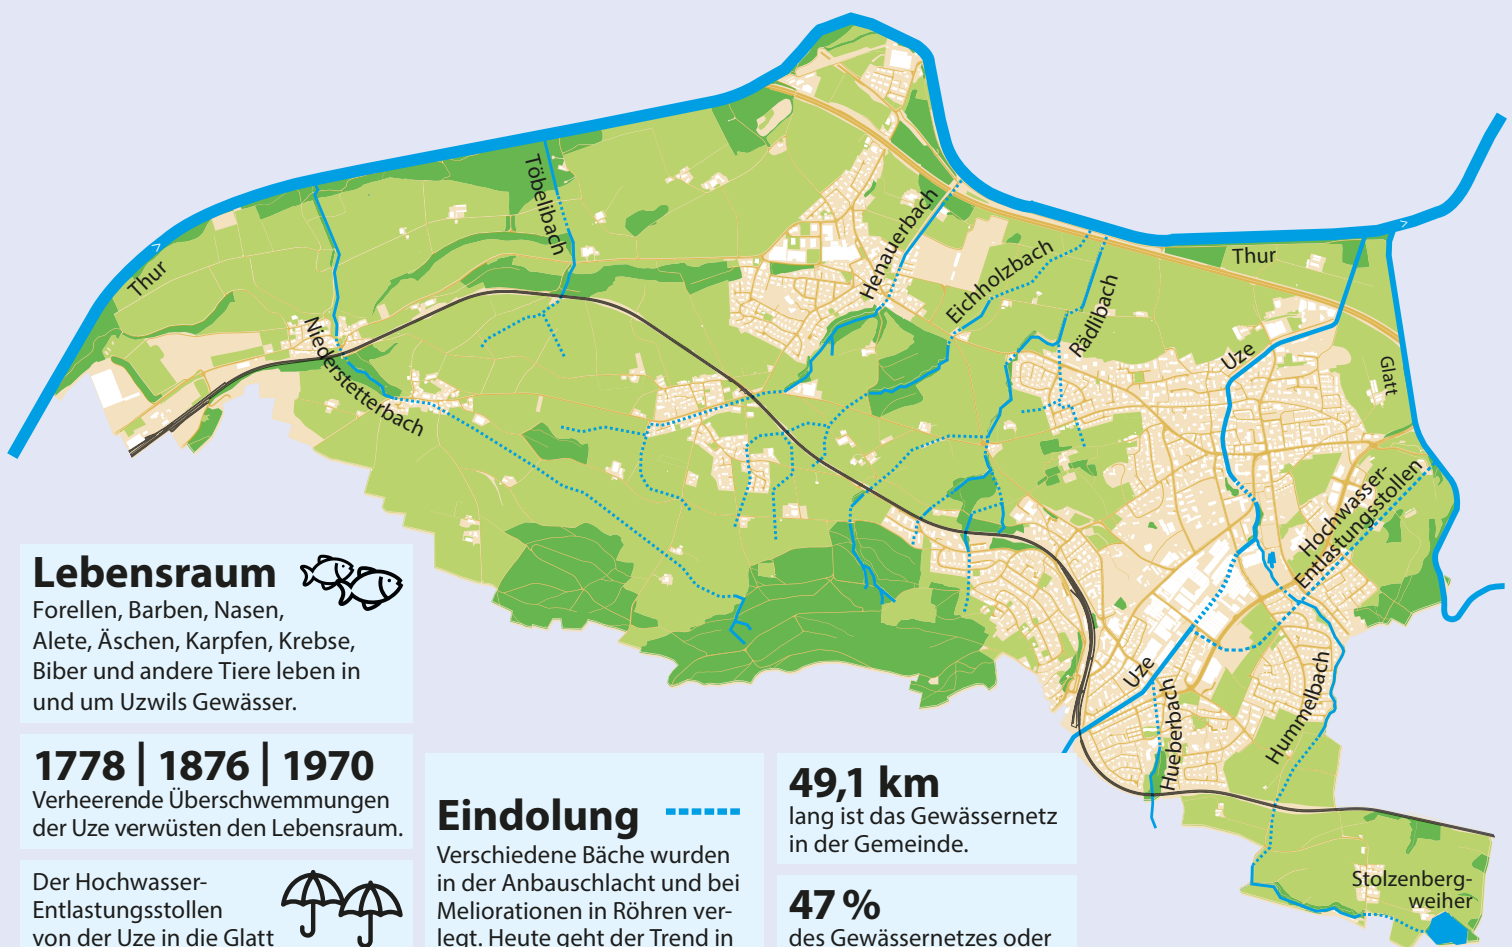 Töbelibach
Thur
Niederstetterbach
Henauerbach
Eichholzbach
Rädlibach
Thur
Uze
Glatt
Hochwasser-
Entlastungsstollen
Uze
Hueberbach
Hummelbach
Stolzenberg-
weiher
Lebensraum
Forellen, Barben, Nasen,
Alete, Äschen, Karpfen, Krebse,
Biber und andere Tiere leben in
und um Uzwils Gewässer.
1778 | 1876 | 1970
Verheerende Überschwemmungen
der Uze verwüsten den Lebensraum.
Der Hochwasser-
Entlastungsstollen
von der Uze in die Glatt
Eindolung
Verschiedene Bäche wurden
in der Anbauschlacht und bei
Meliorationen in Röhren ver-
legt. Heute geht der Trend in
49,1 km
lang ist das Gewässernetz
in der Gemeinde.
47 %
des Gewässernetzes oder